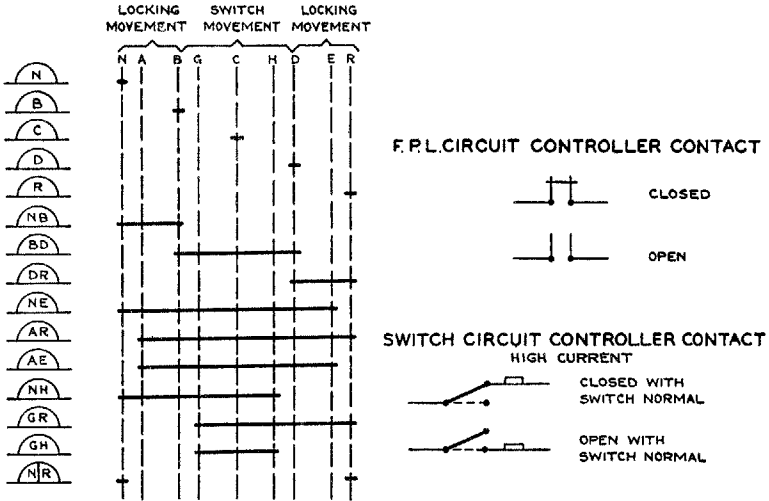 LOCKING MOVEMENT
SWITCH MOVEMENT
LOCKING MOVEMENT
N A B G C H D E R
N
B
C
D
R
NB
BD
DR
NE
AR
AE
NH
GR
GH
N R
F.P.L.CIRCUIT CONTROLLER CONTACT
CLOSED
OPEN
SWITCH CIRCUIT CONTROLLER CONTACT
HIGH CURRENT
CLOSED WITH
SWITCH NORMAL
OPEN WITH
SWITCH NORMAL